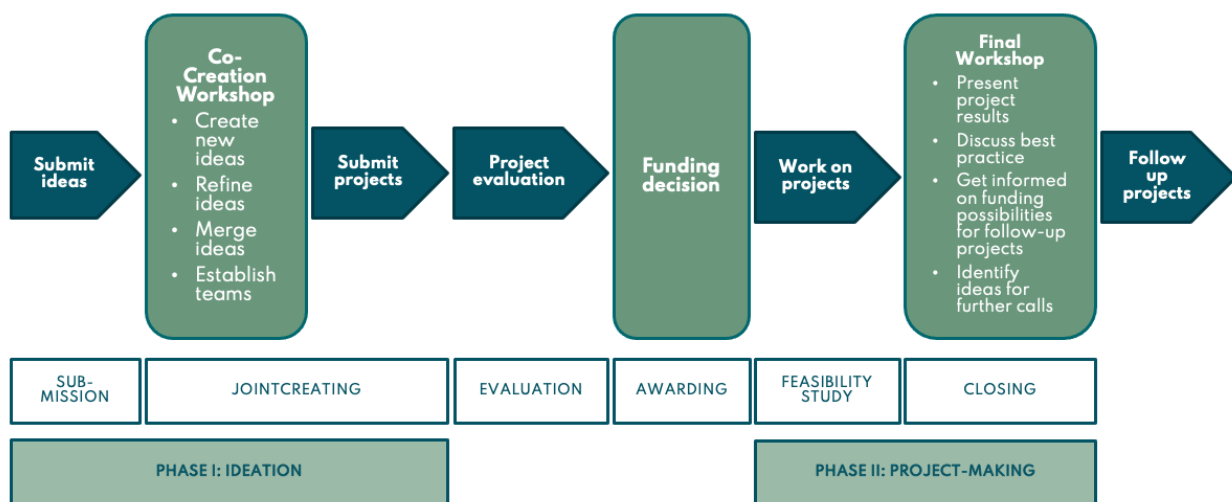 Submit
ideas
Co-
Creation
Workshop
• Create
new
ideas
• Refine
ideas
• Merge
ideas
• Establish
teams
Submit
projects
Project
evaluation
Funding
decision
Work on
projects
Final
Workshop
• Present
project
results
• Discuss best
practice
• Get informed
on funding
possibilities
for follow-up
projects
• Identify
ideas for
further calls
Follow
up
projects
SUB-
MISSION
JOINTCREATING
EVALUATION
AWARDING
FEASIBILITY
STUDY
CLOSING
PHASE I: IDEATION
PHASE II: PROJECT-MAKING